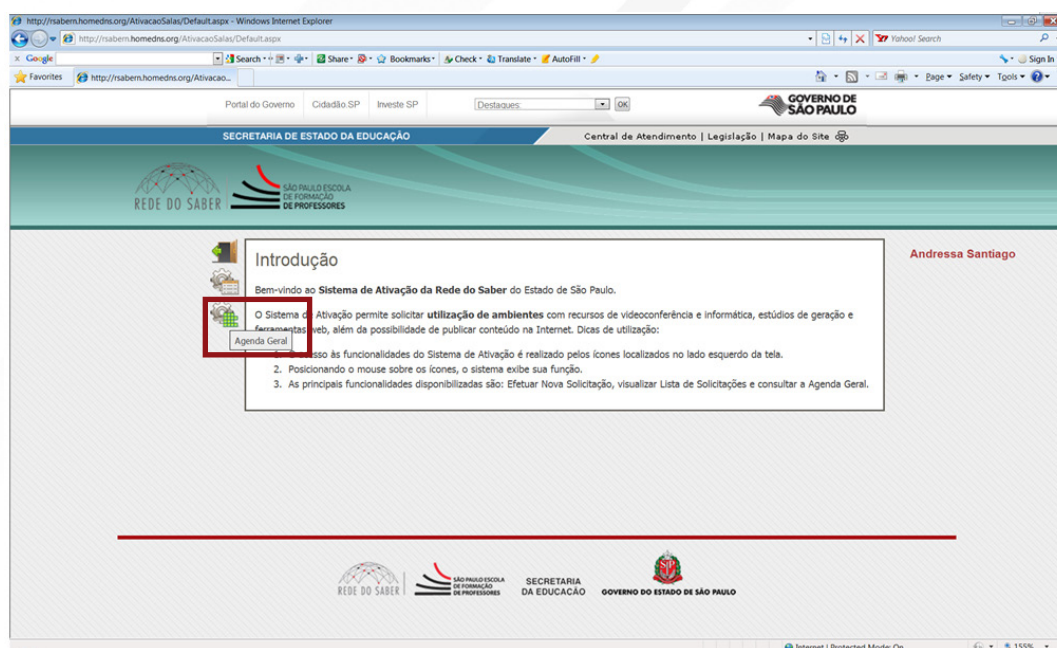 http://rsabern.homedns.org/AtivacaoSalas/Default.aspx - Windows Internet Explorer
http://rsabern.homedns.org/AtivacaoSalas/Default.aspx
Yahoo! Search
Google
Search
Share
Bookmarks
Check
Translate
AutoFill
Sign In
Favorites
http://rsabern.homedns.org/Ativacao...
Page
Safety
Tools
Portal do Governo
Cidadão SP
Investe SP
Destaques:
OK
GOVERNO DE
SÃO PAULO
SECRETARIA DE ESTADO DA EDUCAÇÃO
Central de Atendimento | Legislação | Mapa do Site
REDE DO SABER
SÃO PAULO ESCOLA
DE FORMAÇÃO
DE PROFESSORES
Andressa Santiago
Introdução
Bem-vindo ao Sistema de Ativação da Rede do Saber do Estado de São Paulo.
O Sistema de Ativação permite solicitar utilização de ambientes com recursos de videoconferência e informática, estúdios de geração e
web, além da possibilidade de publicar conteúdo na Internet. Dicas de utilização:
Agenda Geral
às funcionalidades do Sistema de Ativação é realizado pelos ícones localizados no lado esquerdo da tela.
2. Posicionando o mouse sobre os ícones, o sistema exibe sua função.
3. As principais funcionalidades disponibilizadas são: Efetuar Nova Solicitação, visualizar Lista de Solicitações e consultar a Agenda Geral.
REDE DO SABER
SÃO PAULO ESCOLA
DE FORMAÇÃO
DE PROFESSORES
SECRETARIA
DA EDUCAÇÃO
GOVERNO DO ESTADO DE SÃO PAULO
Internet | Protected Mode: On
155%